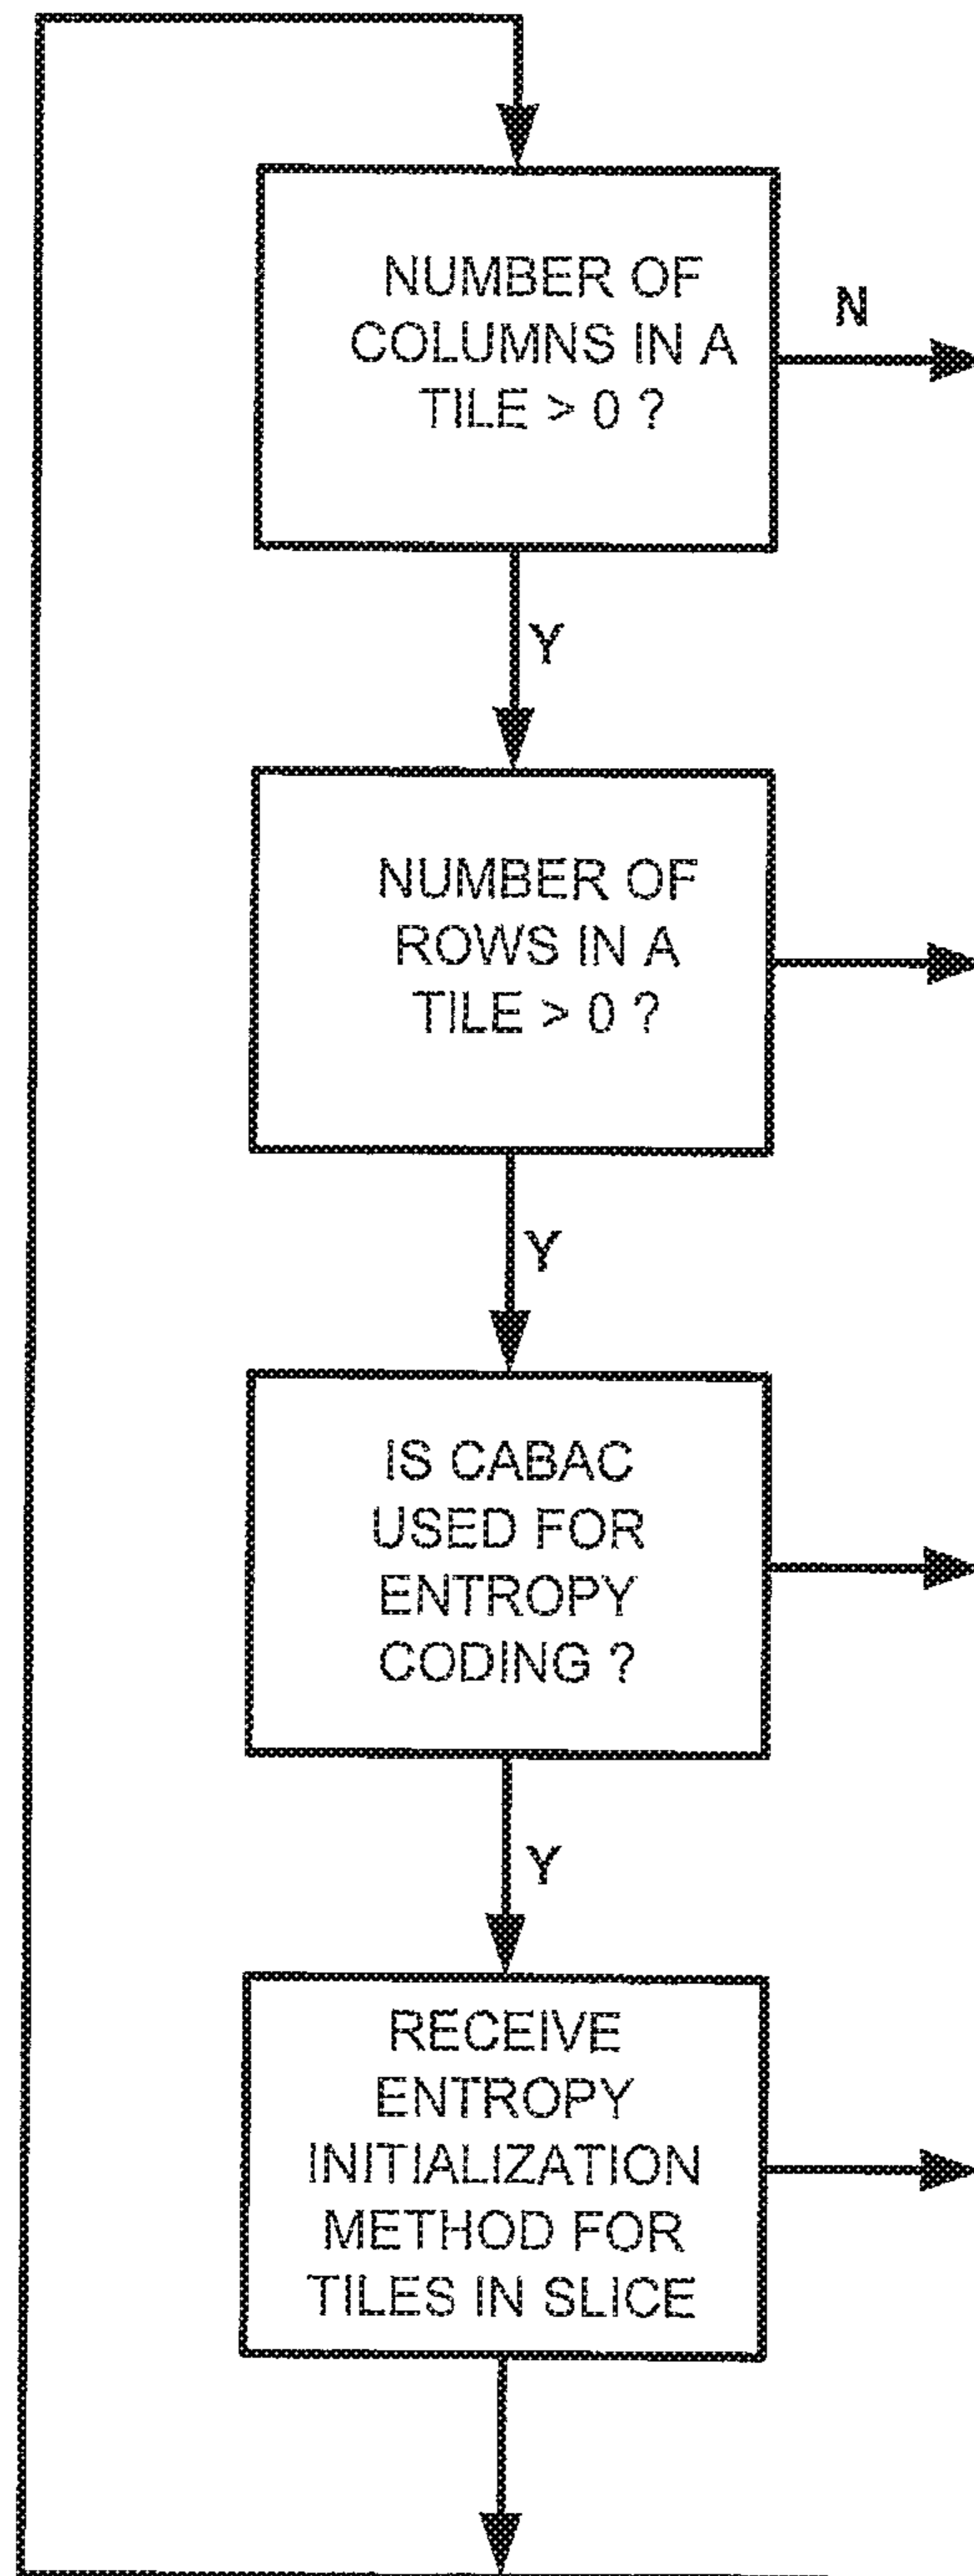 NUMBER OF
COLUMNS IN A
TILE > 0 ?
N
Y
NUMBER OF
ROWS IN A
TILE > 0 ?
Y
IS CABAC
USED FOR
ENTROPY
CODING ?
Y
RECEIVE
ENTROPY
INITIALIZATION
METHOD FOR
TILES IN SLICE